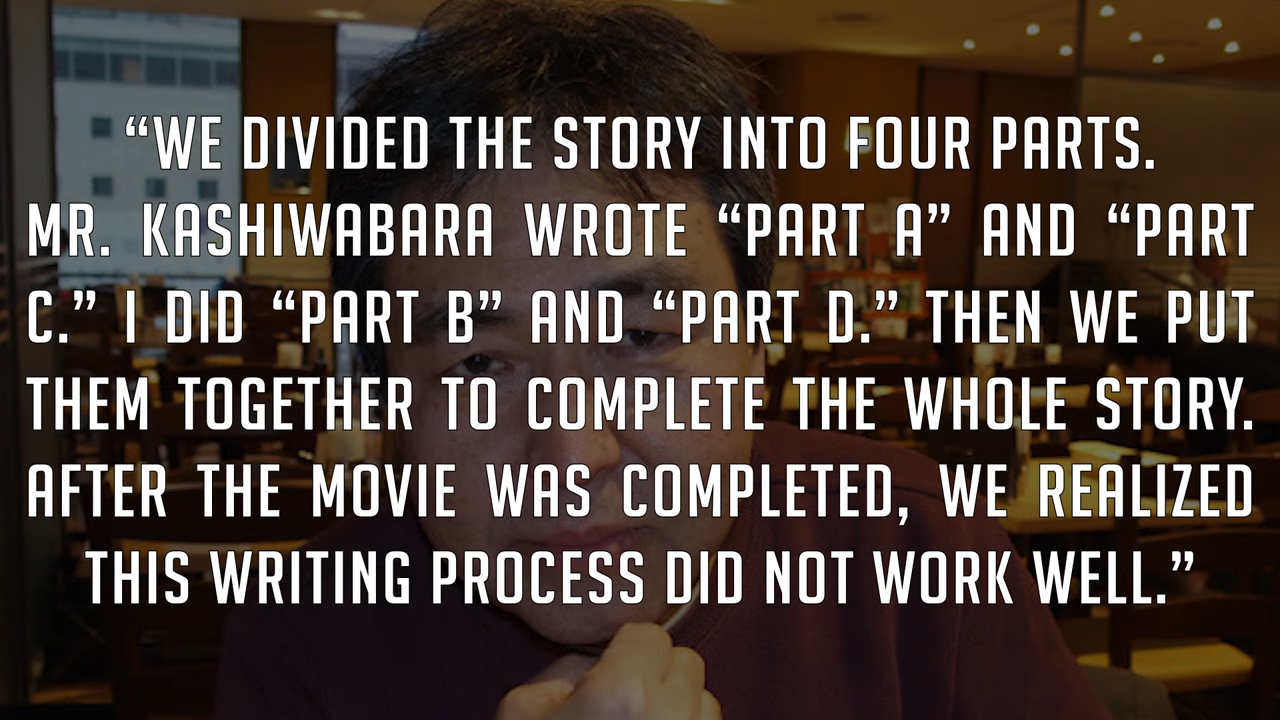 “WE DIVIDED THE STORY INTO FOUR PARTS.
MR. KASHIWABARA WROTE “PART A” AND “PART
C.” I DID “PART B” AND “PART D.” THEN WE PUT
THEM TOGETHER TO COMPLETE THE WHOLE STORY.
AFTER THE MOVIE WAS COMPLETED, WE REALIZED
THIS WRITING PROCESS DID NOT WORK WELL.”